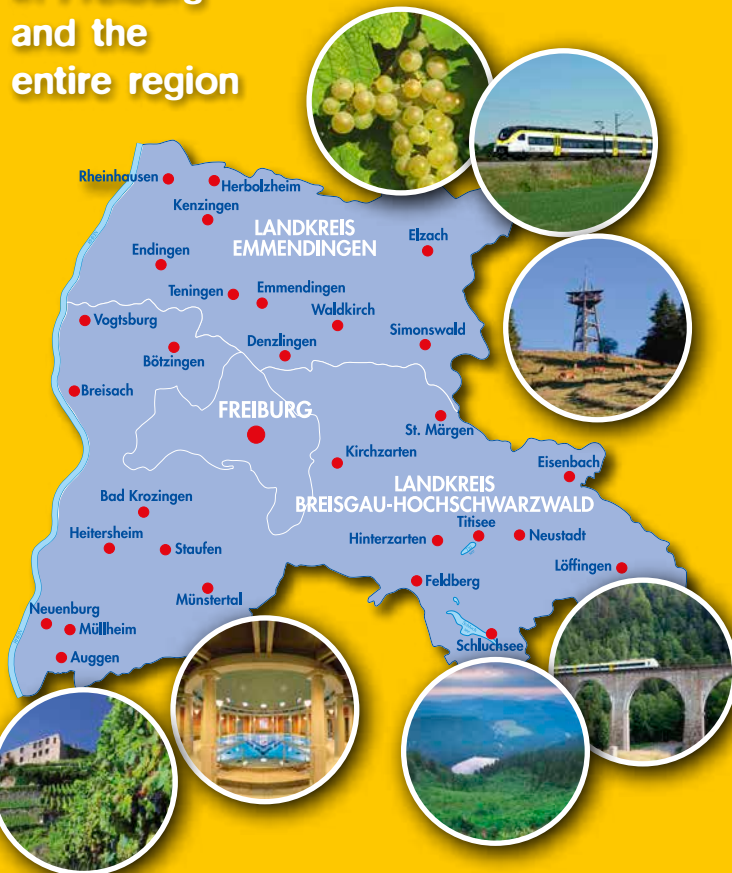 and the
entire region
Rheinhausen
Herbolzheim
Kenzingen
LANDKREIS
EMMENDINGEN
Elzach
Endingen
Teningen
Emmendingen
Waldkirch
Vogtsburg
Simonswald
Denzlingen
Bötzingen
Breisach
FREIBURG
St. Märgen
Kirchzarten
Eisenbach
LANDKREIS
BREISGAU-HOCHSCHWARZWALD
Bad Krozingen
Titisee
Heitersheim
Staufen
Hinterzarten
Neustadt
Löffingen
Feldberg
Münstertal
Neuenburg
Müllheim
Schluchsee
Auggen